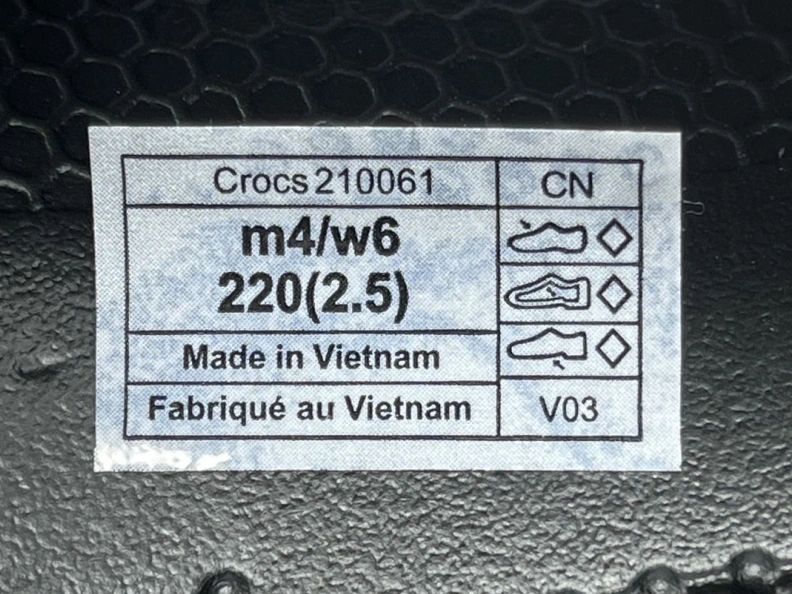 Crocs 210061 CN
m4/w6
220(2.5)
Made in Vietnam
Fabriqué au Vietnam V03